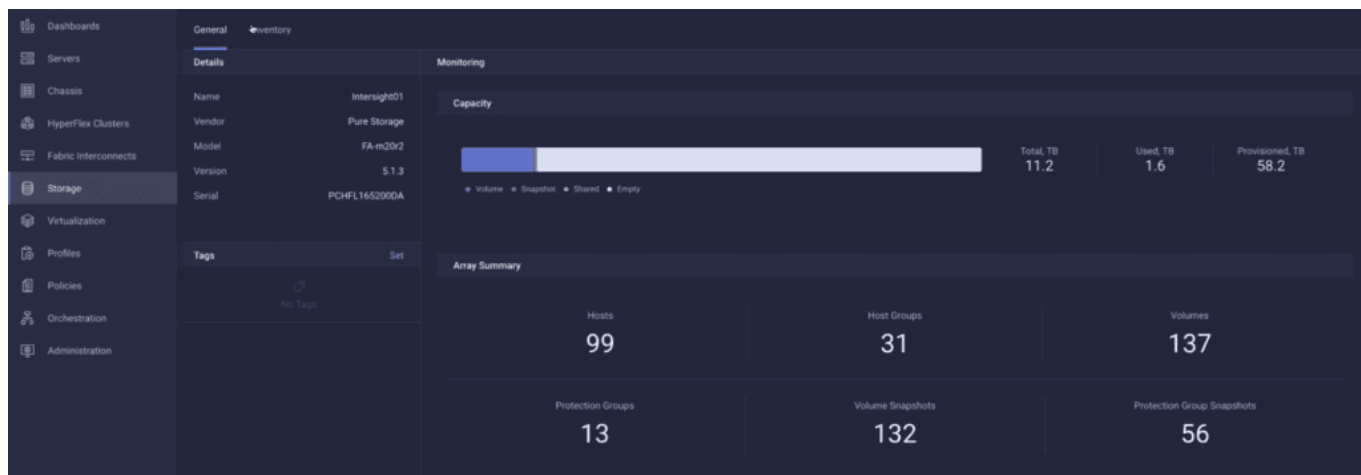 Dashboards
Servers
Chassis
HyperFlex Clusters
Fabric Interconnects
Storage
Virtualization
Profiles
Policies
Orchestration
Administration
General Inventory
Details
Name Intersight01
Vendor Pure Storage
Model FA-m20r2
Version 5.1.3
Serial PCHFL165200DA
Tags Set
No Tags
Monitoring
Capacity
Total, TB Used, TB Provisioned, TB
11.2 1.6 58.2
Volume Snapshot Shared Empty
Array Summary
Hosts Host Groups Volumes
99 31 137
Protection Groups Volume Snapshots Protection Group Snapshots
13 132 56